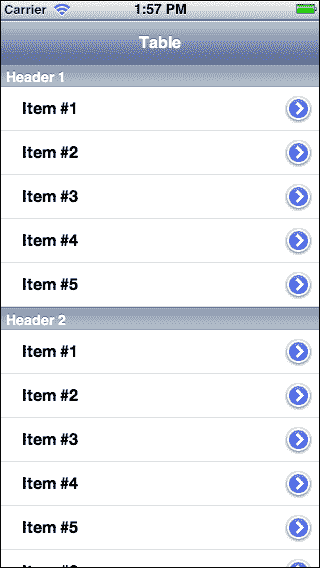 Carrier 1:57 PM
Table
Header 1
Item #1
Item #2
Item #3
Item #4
Item #5
Header 2
Item #1
Item #2
Item #3
Item #4
Item #5